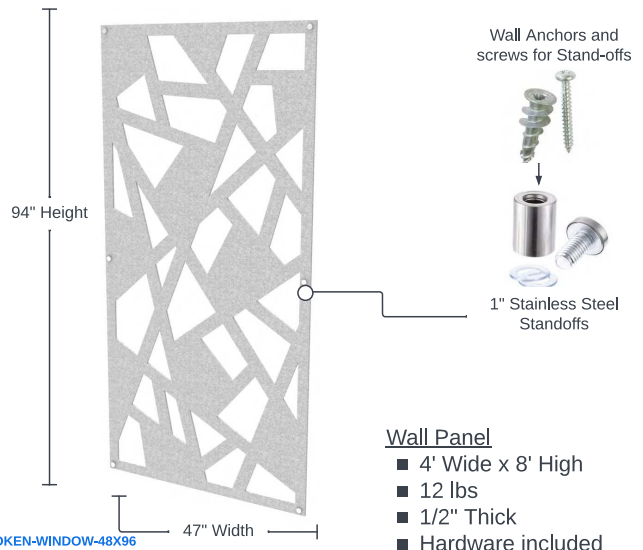 Wall Anchors and
screws for Stand-offs
94" Height
1" Stainless Steel
Standoffs
Wall Panel
■ 4' Wide x 8' High
■ 12 lbs
■ 1/2" Thick
■ Hardware included
47" Width
OKEN-WINDOW-48X96